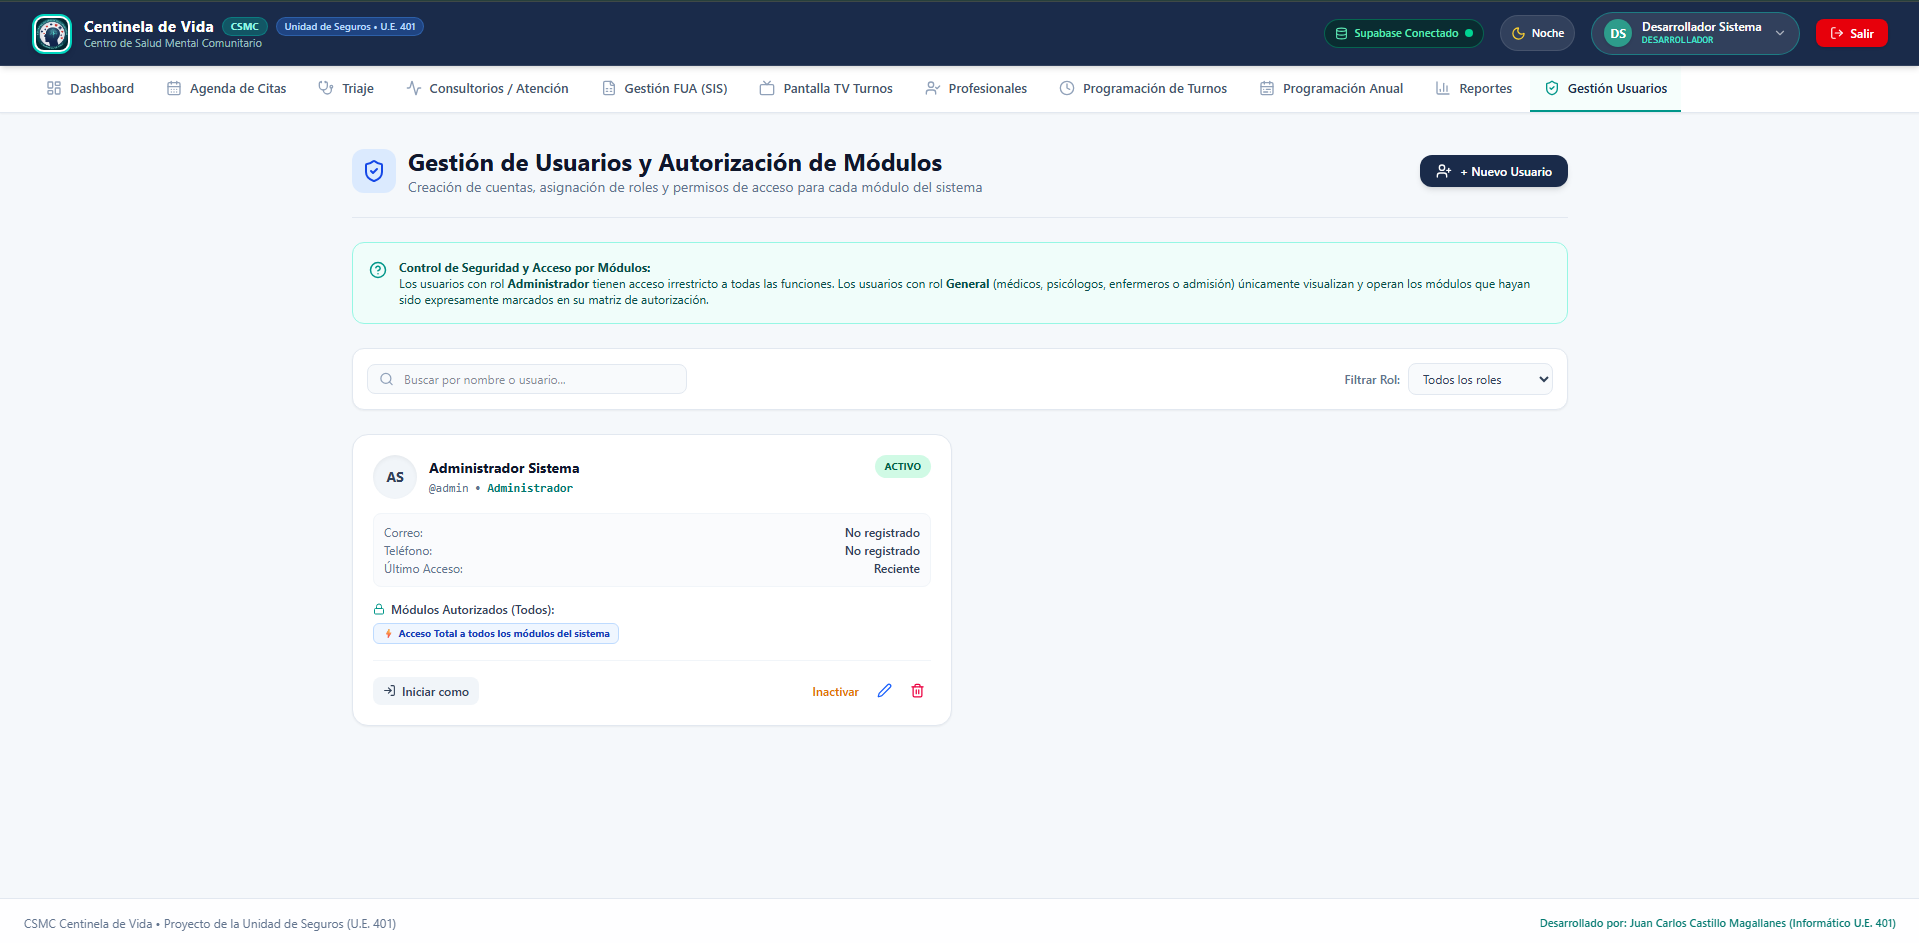 Centinela de Vida CSMC Unidad de Seguros • U.E. 401
Centro de Salud Mental Comunitario
Supabase Conectado
Noche
DS
Desarrollador Sistema
DESARROLLADOR
Salir
Dashboard
Agenda de Citas
Triaje
Consultorios / Atención
Gestión FUA (SIS)
Pantalla TV Turnos
Profesionales
Programación de Turnos
Programación Anual
Reportes
Gestión Usuarios
Gestión de Usuarios y Autorización de Módulos
Creación de cuentas, asignación de roles y permisos de acceso para cada módulo del sistema
+ Nuevo Usuario
Control de Seguridad y Acceso por Módulos:
Los usuarios con rol Administrador tienen acceso irrestricto a todas las funciones. Los usuarios con rol General (médicos, psicólogos, enfermeros o admisión) únicamente visualizan y operan los módulos que hayan
sido expresamente marcados en su matriz de autorización.
Buscar por nombre o usuario...
Filtrar Rol:
Todos los roles
AS
Administrador Sistema
@admin • Administrador
ACTIVO
Correo: No registrado
Teléfono: No registrado
Último Acceso: Reciente
Módulos Autorizados (Todos):
Acceso Total a todos los módulos del sistema
Iniciar como
Inactivar
CSMC Centinela de Vida • Proyecto de la Unidad de Seguros (U.E. 401)
Desarrollado por: Juan Carlos Castillo Magallanes (Informático U.E. 401)